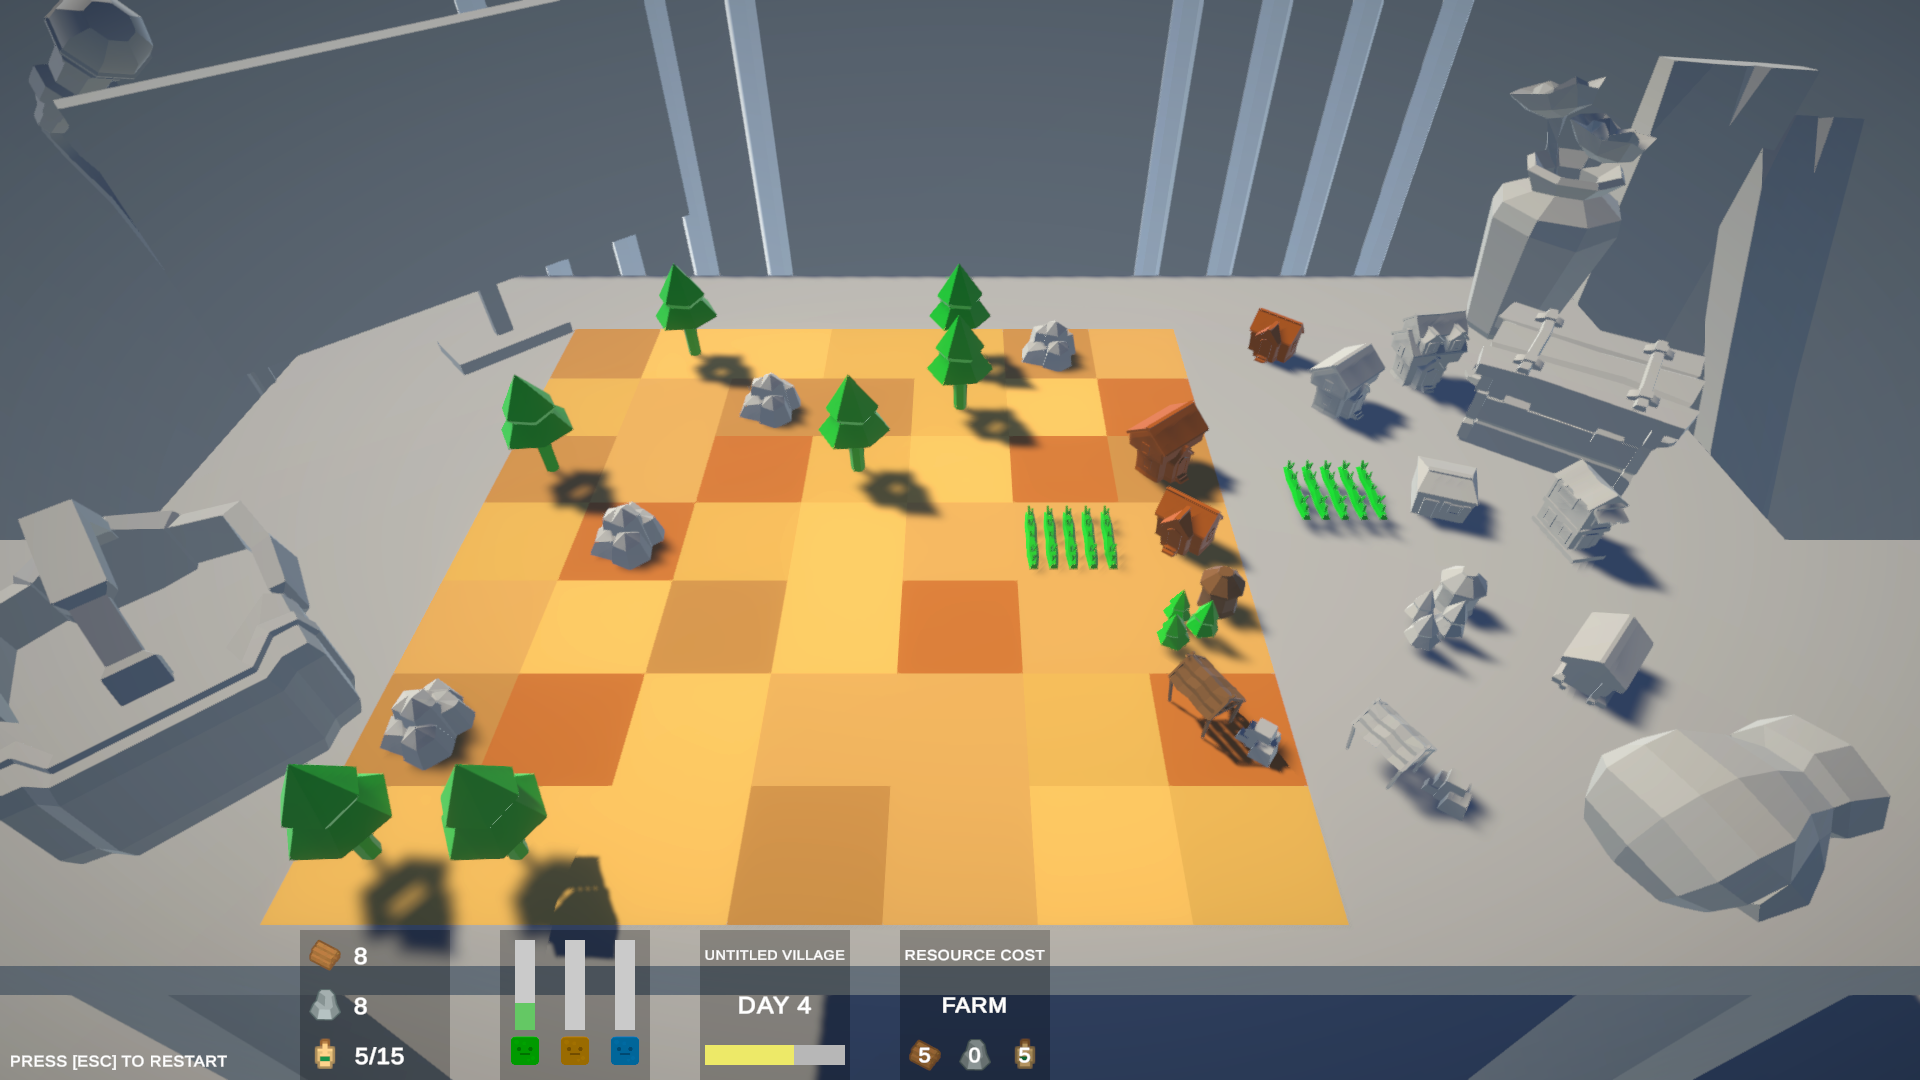 8
8
5/15
PRESS [ESC] TO RESTART
UNTITLED VILLAGE
DAY 4
RESOURCE COST
FARM
5 0 5